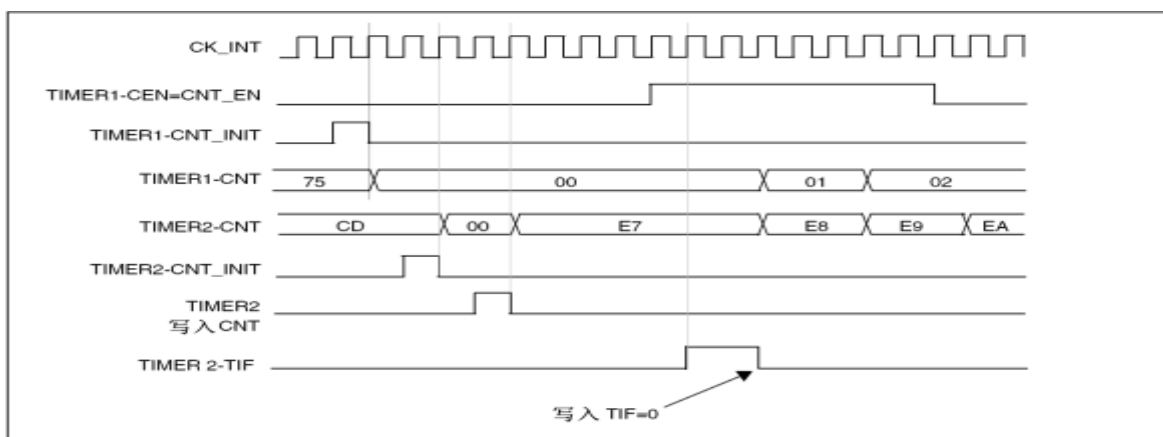 CK_INT
TIMER1-CEN=CNT_EN
TIMER1-CNT_INIT
TIMER1-CNT 75 00 01 02
TIMER2-CNT CD 00 E7 E8 E9 EA
TIMER2-CNT_INIT
TIMER2
写入CNT
TIMER 2-TIF
写入 TIF=0